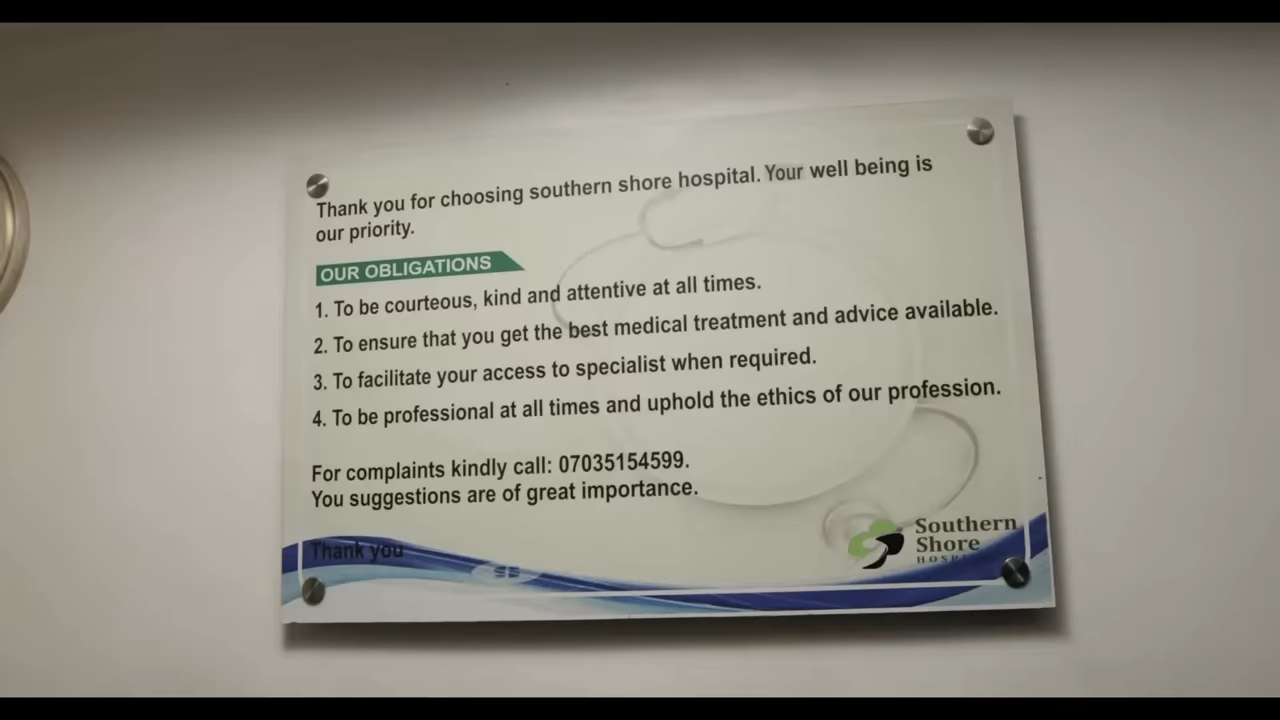 Thank you for choosing southern shore hospital. Your well being is
our priority.
OUR OBLIGATIONS
1. To be courteous, kind and attentive at all times.
2. To ensure that you get the best medical treatment and advice available.
3. To facilitate your access to specialist when required.
4. To be professional at all times and uphold the ethics of our profession.
For complaints kindly call: 07035154599.
You suggestions are of great importance.
Thank you
Southern
Shore